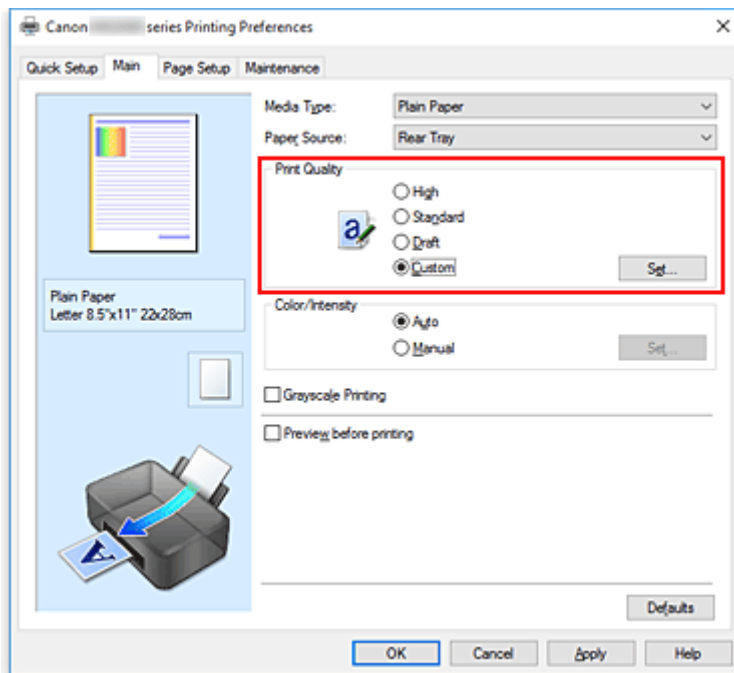 Canon series Printing Preferences
Quick Setup Main Page Setup Maintenance
Media Type: Plain Paper
Paper Source: Rear Tray
Print Quality
High
Standard
Draft
Custom Set...
Plain Paper
Letter 8.5"x11" 22x28cm
Color/Intensity
Auto
Manual Set...
Grayscale Printing
Preview before printing
Defaults
OK Cancel Apply Help